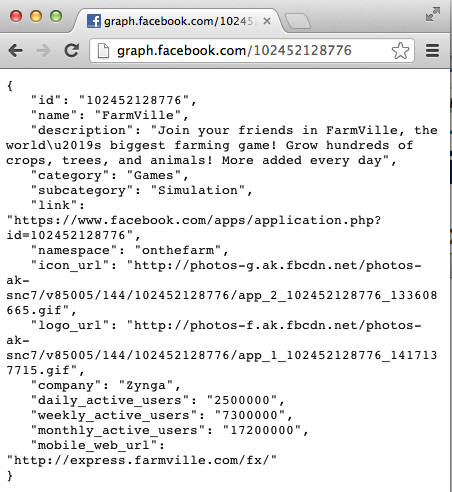 graph.facebook.com/10245
graph.facebook.com/102452128776
{
"id": "102452128776",
"name": "FarmVille",
"description": "Join your friends in FarmVille, the
world\u2019s biggest farming game! Grow hundreds of
crops, trees, and animals! More added every day",
"category": "Games",
"subcategory": "Simulation",
"link":
"https://www.facebook.com/apps/application.php?
id=102452128776",
"namespace": "onthefarm",
"icon_url": "http://photos-g.ak.fbcdn.net/photos-
ak-
snc7/v85005/144/102452128776/app_2_102452128776_133608
665.gif",
"logo_url": "http://photos-f.ak.fbcdn.net/photos-
ak-
snc7/v85005/144/102452128776/app_1_102452128776_141713
7715.gif",
"company": "Zynga",
"daily_active_users": "2500000",
"weekly_active_users": "7300000",
"monthly_active_users": "17200000",
"mobile_web_url":
"http://express.farmville.com/fx/"
}